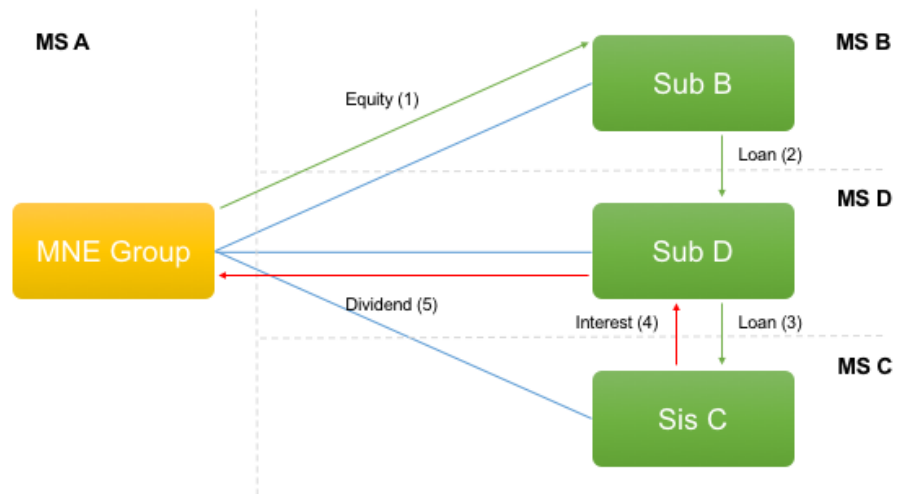 MS A
MS B
Sub B
Equity (1)
Loan (2)
MS D
MNE Group
Sub D
Dividend (5)
Interest (4)
Loan (3)
MS C
Sis C